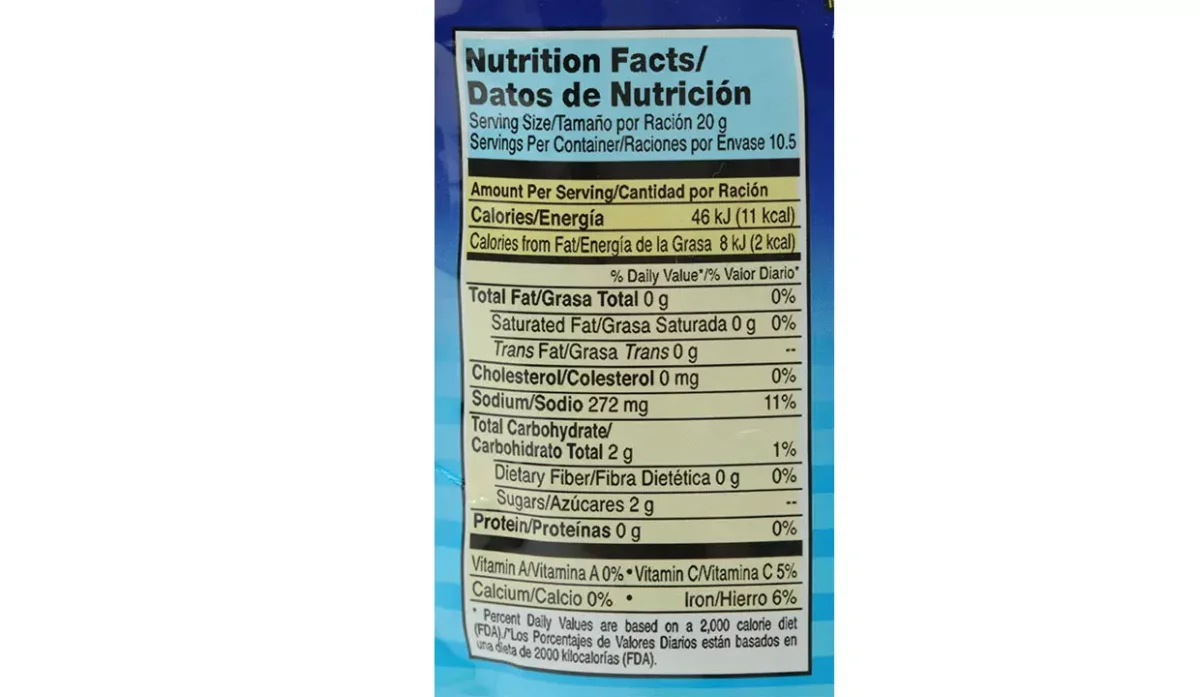 Nutrition Facts/
Datos de Nutrición
Serving Size/Tamaño por Ración 20 g
Servings Per Container/Raciones por Envase 10.5
Amount Per Serving/Cantidad por Ración
Calories/Energía 46 kJ (11 kcal)
Calories from Fat/Energía de la Grasa 8 kJ (2 kcal)
% Daily Value*/% Valor Diario*
Total Fat/Grasa Total 0 g 0%
Saturated Fat/Grasa Saturada 0 g 0%
Trans Fat/Grasa Trans 0 g --
Cholesterol/Colesterol 0 mg 0%
Sodium/Sodio 272 mg 11%
Total Carbohydrate/
Carbohidrato Total 2 g 1%
Dietary Fiber/Fibra Dietética 0 g 0%
Sugars/Azúcares 2 g --
Protein/Proteínas 0 g 0%
Vitamin A/Vitamina A 0% • Vitamin C/Vitamina C 5%
Calcium/Calcio 0% • Iron/Hierro 6%
* Percent Daily Values are based on a 2,000 calorie diet
(FDA)./*Los Porcentajes de Valores Diarios están basados en
una dieta de 2000 kilocalorías (FDA).